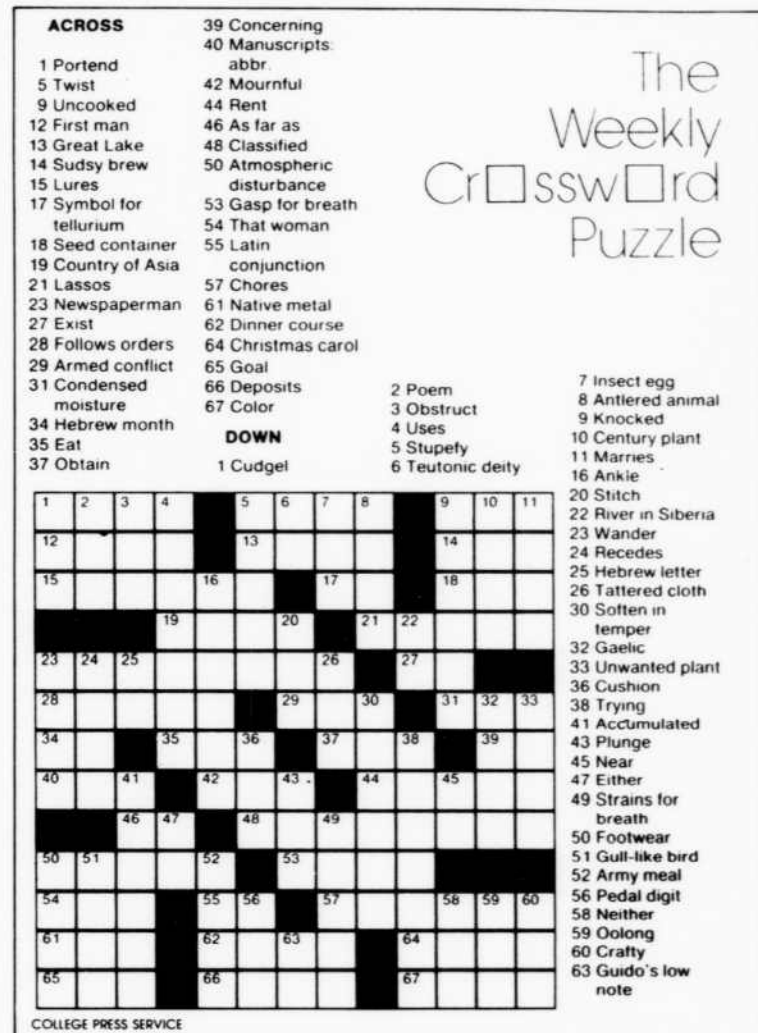 ACROSS
1 Portend
5 Twist
9 Uncooked
12 First man
13 Great Lake
14 Sudsy brew
15 Lures
17 Symbol for
tellurium
18 Seed container
19 Country of Asia
21 Lassos
23 Newspaperman
27 Exist
28 Follows orders
29 Armed conflict
31 Condensed
moisture
34 Hebrew month
35 Eat
37 Obtain
39 Concerning
40 Manuscripts:
abbr.
42 Mournful
44 Rent
46 As far as
48 Classified
50 Atmospheric
disturbance
53 Gasp for breath
54 That woman
55 Latin
conjunction
57 Chores
61 Native metal
62 Dinner course
64 Christmas carol
65 Goal
66 Deposits
67 Color
DOWN
1 Cudgel
2 Poem
3 Obstruct
4 Uses
5 Stupefy
6 Teutonic deity
7 Insect egg
8 Antlered animal
9 Knocked
10 Century plant
11 Marries
16 Ankle
20 Stitch
22 River in Siberia
23 Wander
24 Recedes
25 Hebrew letter
26 Tattered cloth
30 Soften in
temper
32 Gaelic
33 Unwanted plant
36 Cushion
38 Trying
41 Accumulated
43 Plunge
45 Near
47 Either
49 Strains for
breath
50 Footwear
51 Gull-like bird
52 Army meal
56 Pedal digit
58 Neither
59 Oolong
60 Crafty
63 Guido's low
note
The
Weekly
Cr□ssw□rd
Puzzle
1 2 3 4 5 6 7 8 9 10 11
12 13 14
15 16 17 18
19 20 21 22
23 24 25 26 27
28 29 30 31 32 33
34 35 36 37 38 39
40 41 42 43 44 45
46 47 48 49
50 51 52 53
54 55 56 57 58 59 60
61 62 63 64
65 66 67
COLLEGE PRESS SERVICE